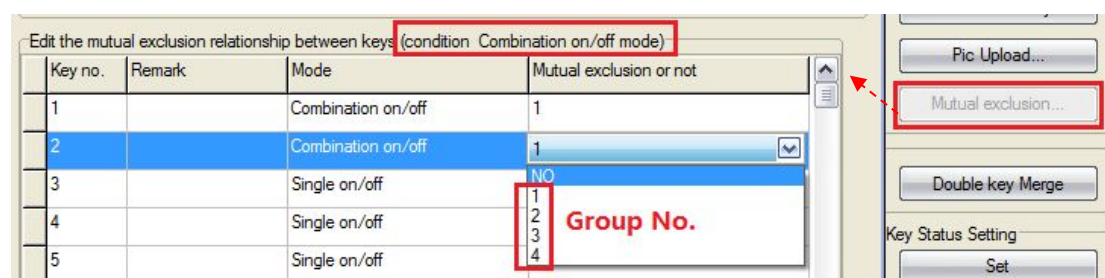 Edit the mutual exclusion relationship between keys (condition Combination on/off mode)
Key no. Remark Mode Mutual exclusion or not
1 Combination on/off 1
2 Combination on/off 1
NO
3 Single on/off 1
4 Single on/off 2
3
5 Single on/off 4
Group No.
Pic Upload...
Mutual exclusion...
Double key Merge
Key Status Setting
Set